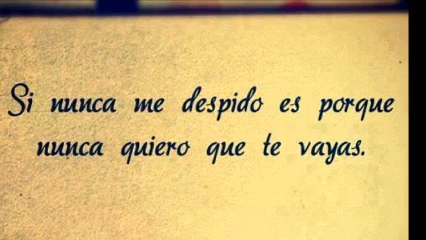 Si nunca me despido es porque
nunca quiero que te vayas.